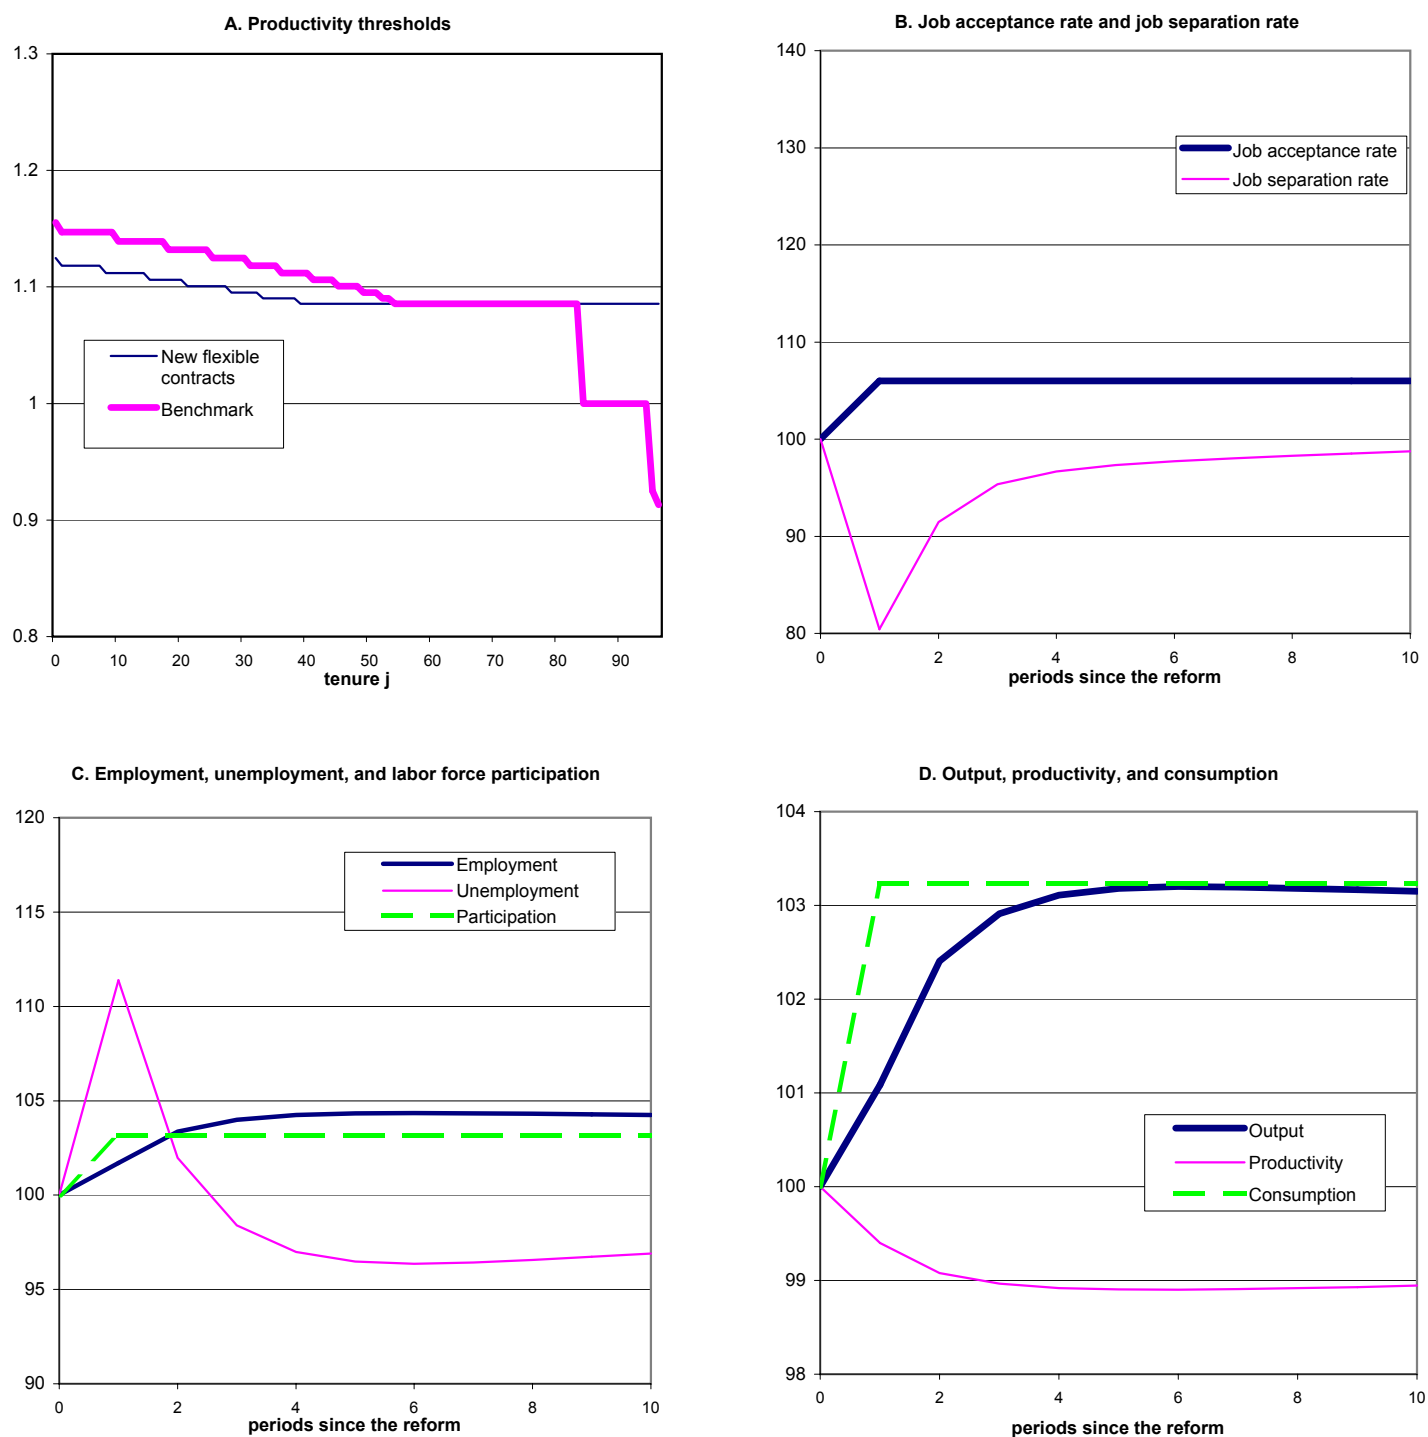 A. Productivity thresholds
1.3
1.2
1.1
1
0.9
0.8
New flexible
contracts
Benchmark
0 10 20 30 40 50 60 70 80 90
tenure j
B. Job acceptance rate and job separation rate
140
130
120
110
100
90
80
Job acceptance rate
Job separation rate
0 2 4 6 8 10
periods since the reform
C. Employment, unemployment, and labor force participation
120
115
110
105
100
95
90
Employment
Unemployment
Participation
0 2 4 6 8 10
periods since the reform
D. Output, productivity, and consumption
104
103
102
101
100
99
98
Output
Productivity
Consumption
0 2 4 6 8 10
periods since the reform